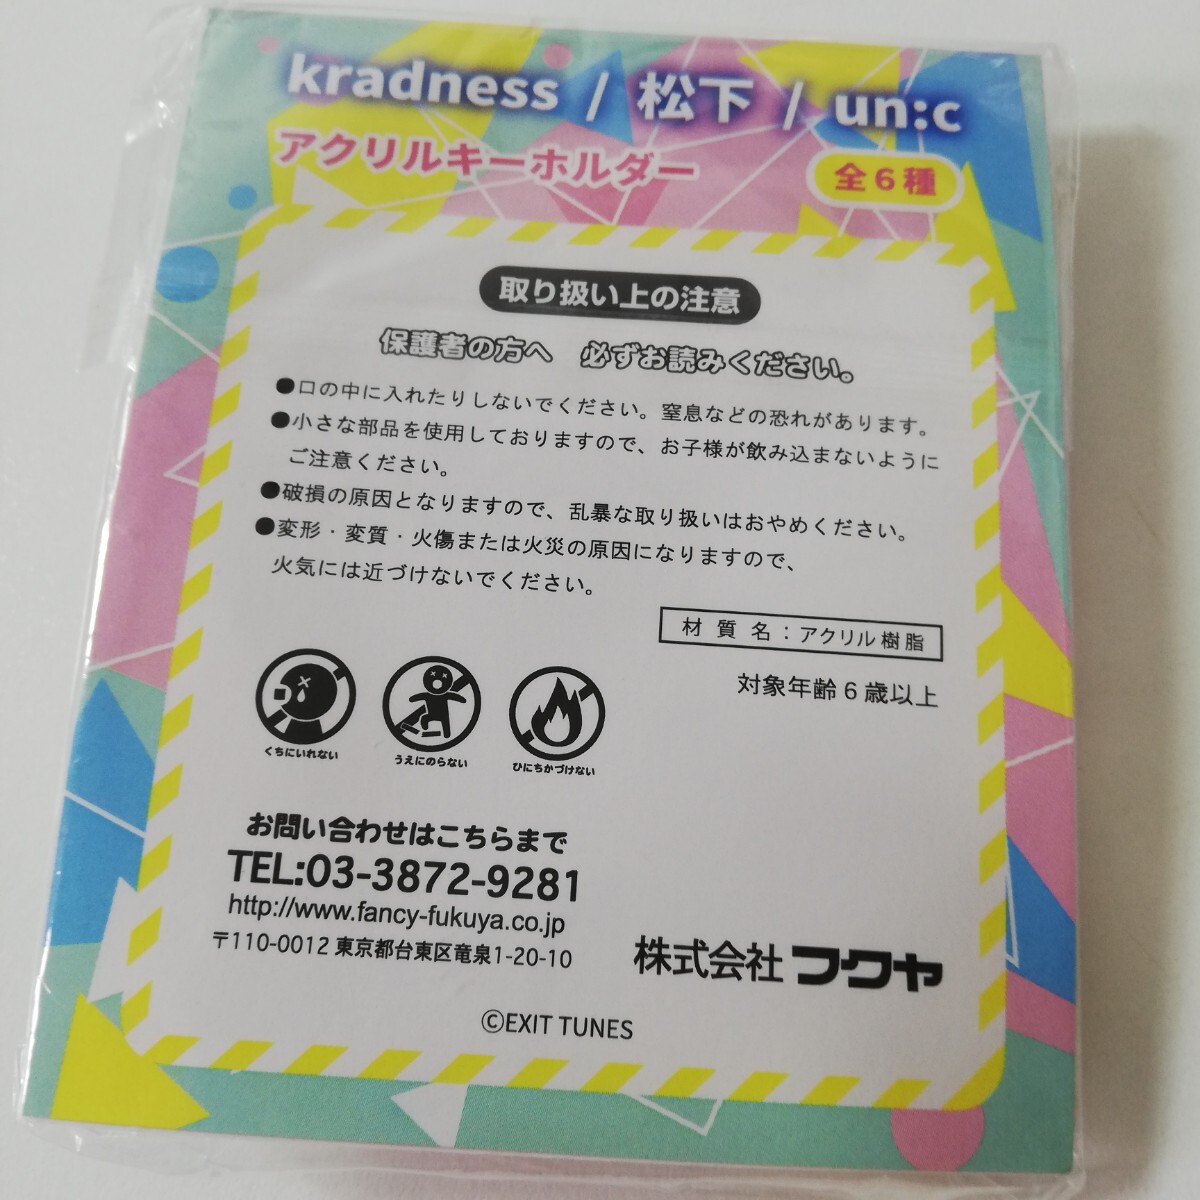 kradness / 松下 / un:c
アクリルキーホルダー
全6種
取り扱い上の注意
保護者の方へ 必ずお読みください。
●口の中に入れたりしないでください。窒息などの恐れがあります。
●小さな部品を使用しておりますので、お子様が飲み込まないように
ご注意ください。
●破損の原因となりますので、乱暴な取り扱いはおやめください。
●変形・変質・火傷または火災の原因になりますので、
火気には近づけないでください。
材質名：アクリル樹脂
対象年齢6歳以上
くちにいれない
うえにのらない
ひにちかづけない
お問い合わせはこちらまで
TEL:03-3872-9281
http://www.fancy-fukuya.co.jp
〒110-0012 東京都台東区竜泉1-20-10
株式会社フクヤ
©EXIT TUNES